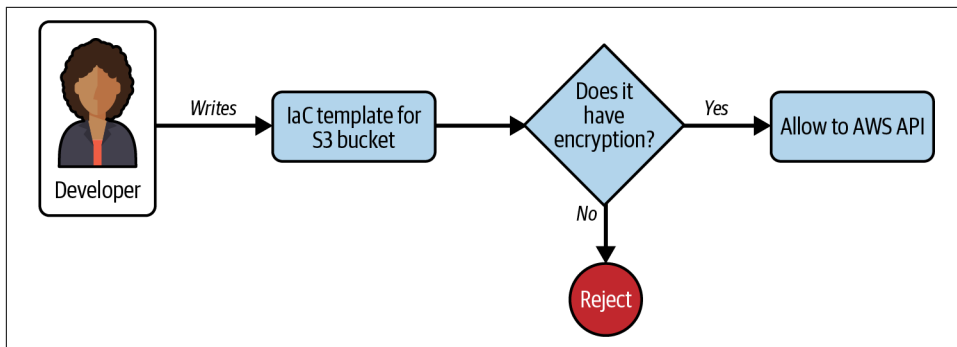 Developer
Writes
IaC template for
S3 bucket
Does it
have
encryption?
Yes
Allow to AWS API
No
Reject